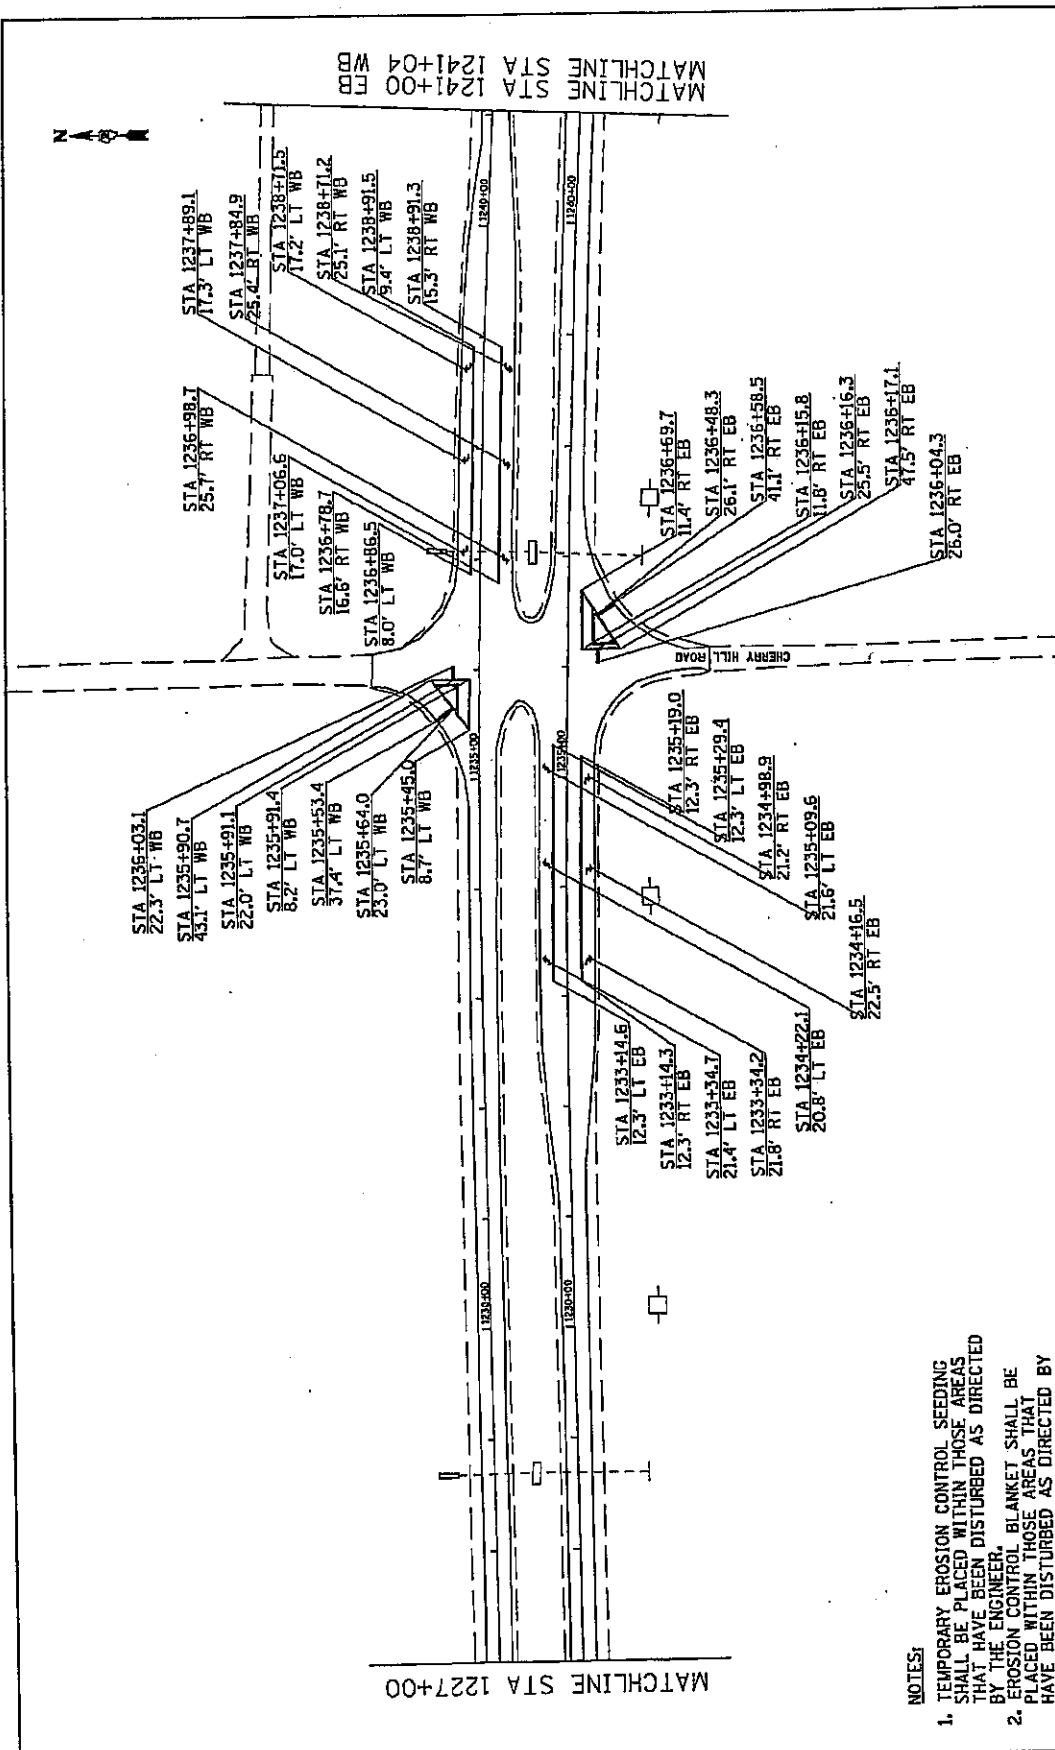 MATCHLINE STA 1241+00 EB
MATCHLINE STA 1241+04 WB
N
STA 1237+89.1
17.3' LT WB
STA 1237+84.9
25.4' RT WB
STA 1238+71.5
17.2' LT WB
STA 1238+71.2
25.1' RT WB
STA 1238+91.5
9.4' LT WB
STA 1238+91.3
15.3' RT WB
STA 1236+98.7
25.7' RT WB
STA 1237+06.6
17.0' LT WB
STA 1236+78.7
16.6' RT WB
STA 1236+86.5
8.0' LT WB
1240+00
1240+00
STA 1236+69.7
11.4' RT EB
STA 1236+48.3
26.1' RT EB
STA 1236+58.5
41.1' RT EB
STA 1236+15.8
11.8' RT EB
STA 1236+16.3
25.5' RT EB
STA 1236+17.1
47.5' RT EB
STA 1236+04.3
26.0' RT EB
CHERRY HILL ROAD
STA 1236+03.1
22.3' LT WB
STA 1235+90.7
43.1' LT WB
STA 1235+91.1
22.0' LT WB
STA 1235+91.4
8.2' LT WB
STA 1235+53.4
37.4' LT WB
STA 1235+64.0
23.0' LT WB
STA 1235+45.0
8.7' LT WB
1235+00
1235+00
STA 1235+19.0
12.3' RT EB
STA 1235+29.4
12.3' LT EB
STA 1234+98.9
21.2' RT EB
STA 1235+09.6
21.6' LT EB
STA 1234+16.5
22.5' RT EB
STA 1233+14.6
12.3' LT EB
STA 1233+14.3
12.3' RT EB
STA 1233+34.7
21.4' LT EB
STA 1233+34.2
21.8' RT EB
STA 1234+22.1
20.8' LT EB
1230+00
1230+00
MATCHLINE STA 1227+00
NOTES:
1. TEMPORARY EROSION CONTROL SEEDING
SHALL BE PLACED WITHIN THOSE AREAS
THAT HAVE BEEN DISTURBED AS DIRECTED
BY THE ENGINEER.
2. EROSION CONTROL BLANKET SHALL BE
PLACED WITHIN THOSE AREAS THAT
HAVE BEEN DISTURBED AS DIRECTED BY